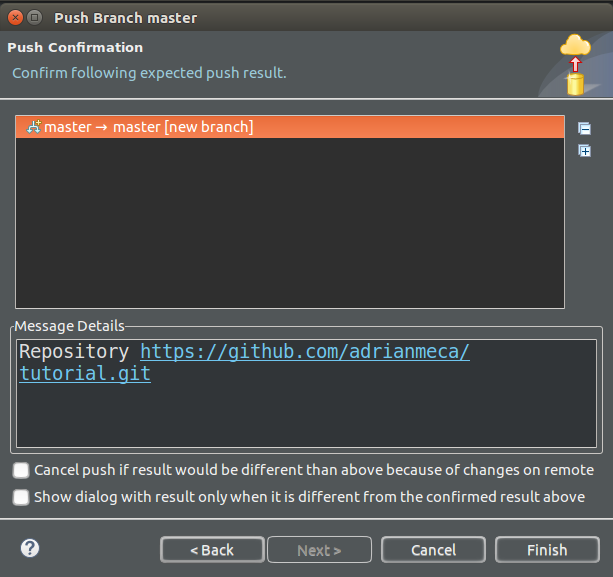 Push Branch master
Push Confirmation
Confirm following expected push result.
master → master [new branch]
Message Details
Repository https://github.com/adrianmeca/
tutorial.git
Cancel push if result would be different than above because of changes on remote
Show dialog with result only when it is different from the confirmed result above
? < Back Next > Cancel Finish